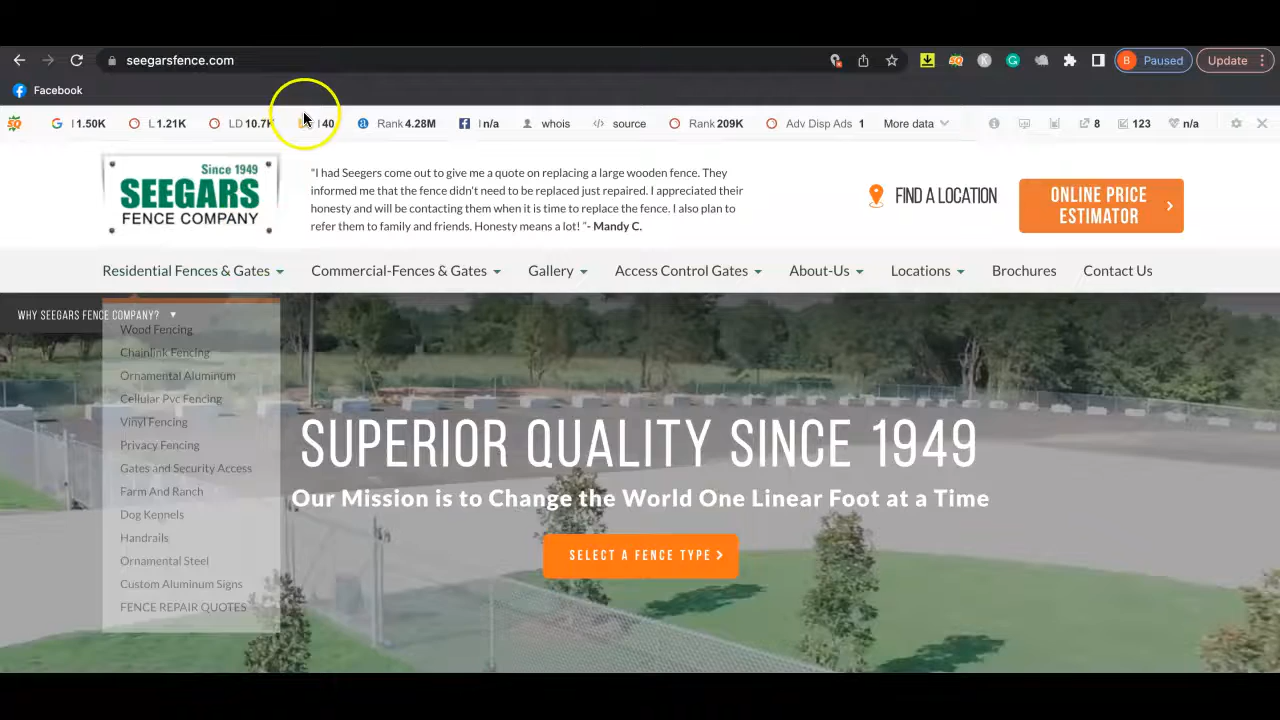 seegarsfence.com
B Paused
Update
Facebook
SQ
I 1.50K
L 1.21K
LD 10.7K
I 40
Rank 4.28M
I n/a
whois
source
Rank 209K
Adv Disp Ads 1
More data
8
123
n/a
Since 1949
SEEGARS
FENCE COMPANY
"I had Seegers come out to give me a quote on replacing a large wooden fence. They
informed me that the fence didn't need to be replaced just repaired. I appreciated their
honesty and will be contacting them when it is time to replace the fence. I also plan to
refer them to family and friends. Honesty means a lot! "- Mandy C.
FIND A LOCATION
ONLINE PRICE
ESTIMATOR
Residential Fences & Gates
Commercial-Fences & Gates
Gallery
Access Control Gates
About-Us
Locations
Brochures
Contact Us
WHY SEEGARS FENCE COMPANY?
Wood Fencing
Chainlink Fencing
Ornamental Aluminum
Cellular Pvc Fencing
Vinyl Fencing
Privacy Fencing
Gates and Security Access
Farm And Ranch
Dog Kennels
Handrails
Ornamental Steel
Custom Aluminum Signs
FENCE REPAIR QUOTES
SUPERIOR QUALITY SINCE 1949
Our Mission is to Change the World One Linear Foot at a Time
SELECT A FENCE TYPE